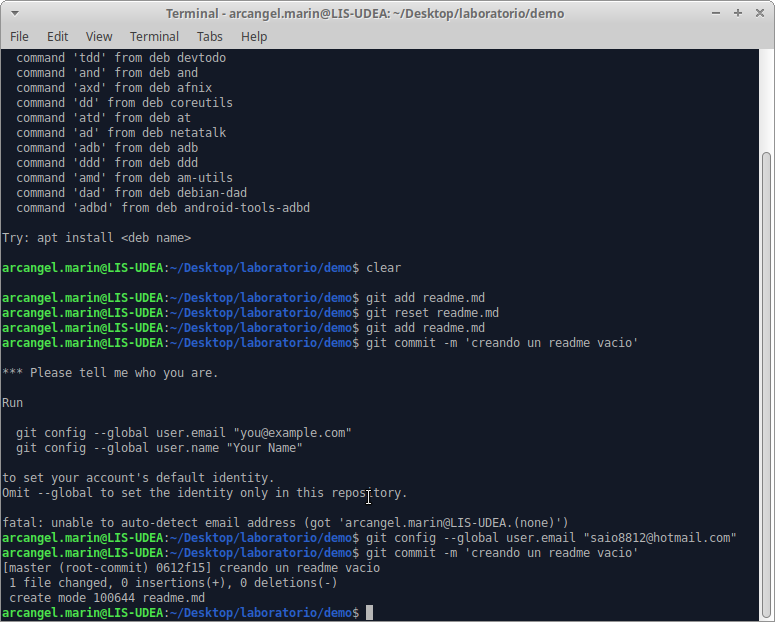 Terminal - arcangel.marin@LIS-UDEA: ~/Desktop/laboratorio/demo
File Edit View Terminal Tabs Help
command 'tdd' from deb devtodo
command 'and' from deb and
command 'axd' from deb afnix
command 'dd' from deb coreutils
command 'atd' from deb at
command 'ad' from deb netatalk
command 'adb' from deb adb
command 'ddd' from deb ddd
command 'amd' from deb am-utils
command 'dad' from deb debian-dad
command 'adbd' from deb android-tools-adbd
Try: apt install <deb name>
arcangel.marin@LIS-UDEA:~/Desktop/laboratorio/demo$ clear
arcangel.marin@LIS-UDEA:~/Desktop/laboratorio/demo$ git add readme.md
arcangel.marin@LIS-UDEA:~/Desktop/laboratorio/demo$ git reset readme.md
arcangel.marin@LIS-UDEA:~/Desktop/laboratorio/demo$ git add readme.md
arcangel.marin@LIS-UDEA:~/Desktop/laboratorio/demo$ git commit -m 'creando un readme vacio'
*** Please tell me who you are.
Run
git config --global user.email "you@example.com"
git config --global user.name "Your Name"
to set your account's default identity.
Omit --global to set the identity only in this repository.
fatal: unable to auto-detect email address (got 'arcangel.marin@LIS-UDEA.(none)')
arcangel.marin@LIS-UDEA:~/Desktop/laboratorio/demo$ git config --global user.email "saio8812@hotmail.com"
arcangel.marin@LIS-UDEA:~/Desktop/laboratorio/demo$ git commit -m 'creando un readme vacio'
[master (root-commit) 0612f15] creando un readme vacio
1 file changed, 0 insertions(+), 0 deletions(-)
create mode 100644 readme.md
arcangel.marin@LIS-UDEA:~/Desktop/laboratorio/demo$